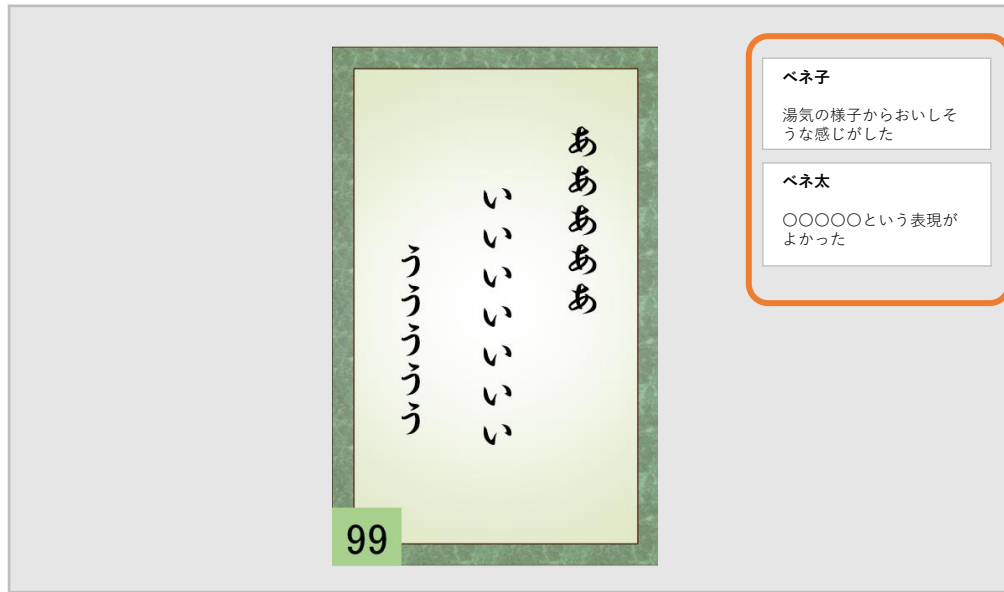 あああああ
いいいいいいい
ううううう
99
ベネ子
湯気の様子からおいしそ
うな感じがした
ベネ太
〇〇〇〇〇という表現が
よかった